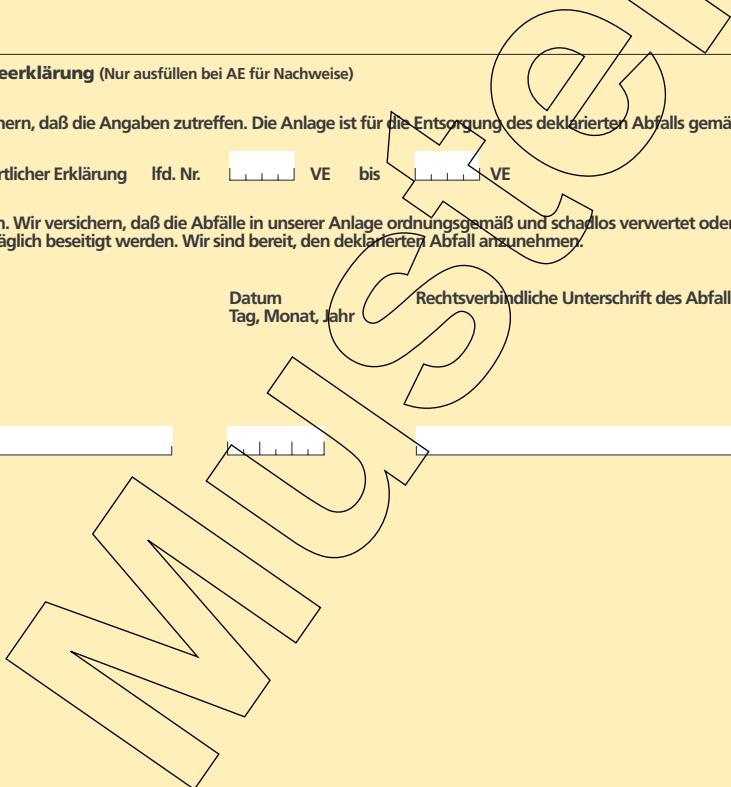 eerklärung (Nur ausfüllen bei AE für Nachweise)
nern, daß die Angaben zutreffen. Die Anlage ist für die Entsorgung des deklarierten Abfalls gemä
rtlicher Erklärung lfd. Nr. VE bis VE
n. Wir versichern, daß die Abfälle in unserer Anlage ordnungsgemäß und schadlos verwertet oder
äglich beseitigt werden. Wir sind bereit, den deklarierten Abfall anzunehmen.
Datum Rechtsverbindliche Unterschrift des Abfall
Tag, Monat, Jahr
Muster